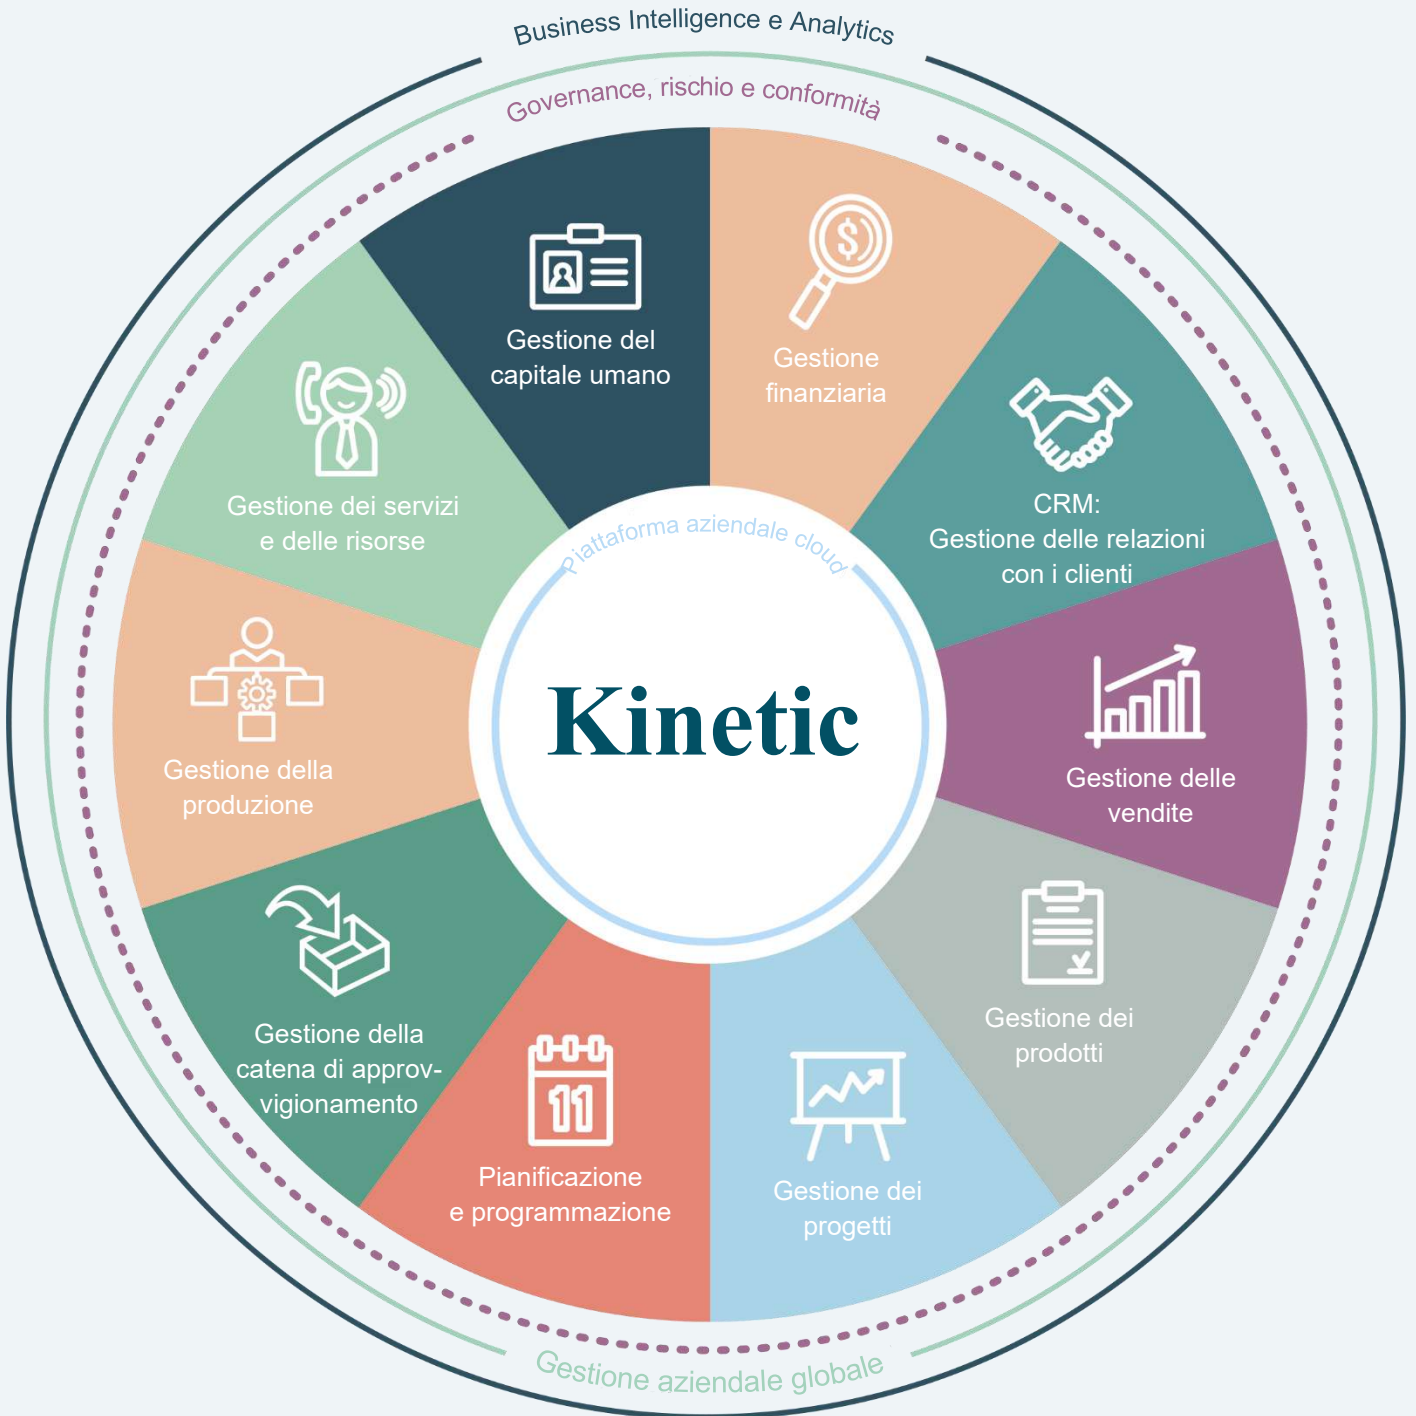 Business Intelligence e Analytics
Governance, rischio e conformità
Gestione del
capitale umano
Gestione
finanziaria
CRM:
Gestione delle relazioni
con i clienti
Gestione dei servizi
e delle risorse
Piattaforma aziendale cloud
Kinetic
Gestione delle
vendite
Gestione della
produzione
Gestione dei
prodotti
Gestione della
catena di approv-
vigionamento
11
Pianificazione
e programmazione
Gestione dei
progetti
Gestione aziendale globale